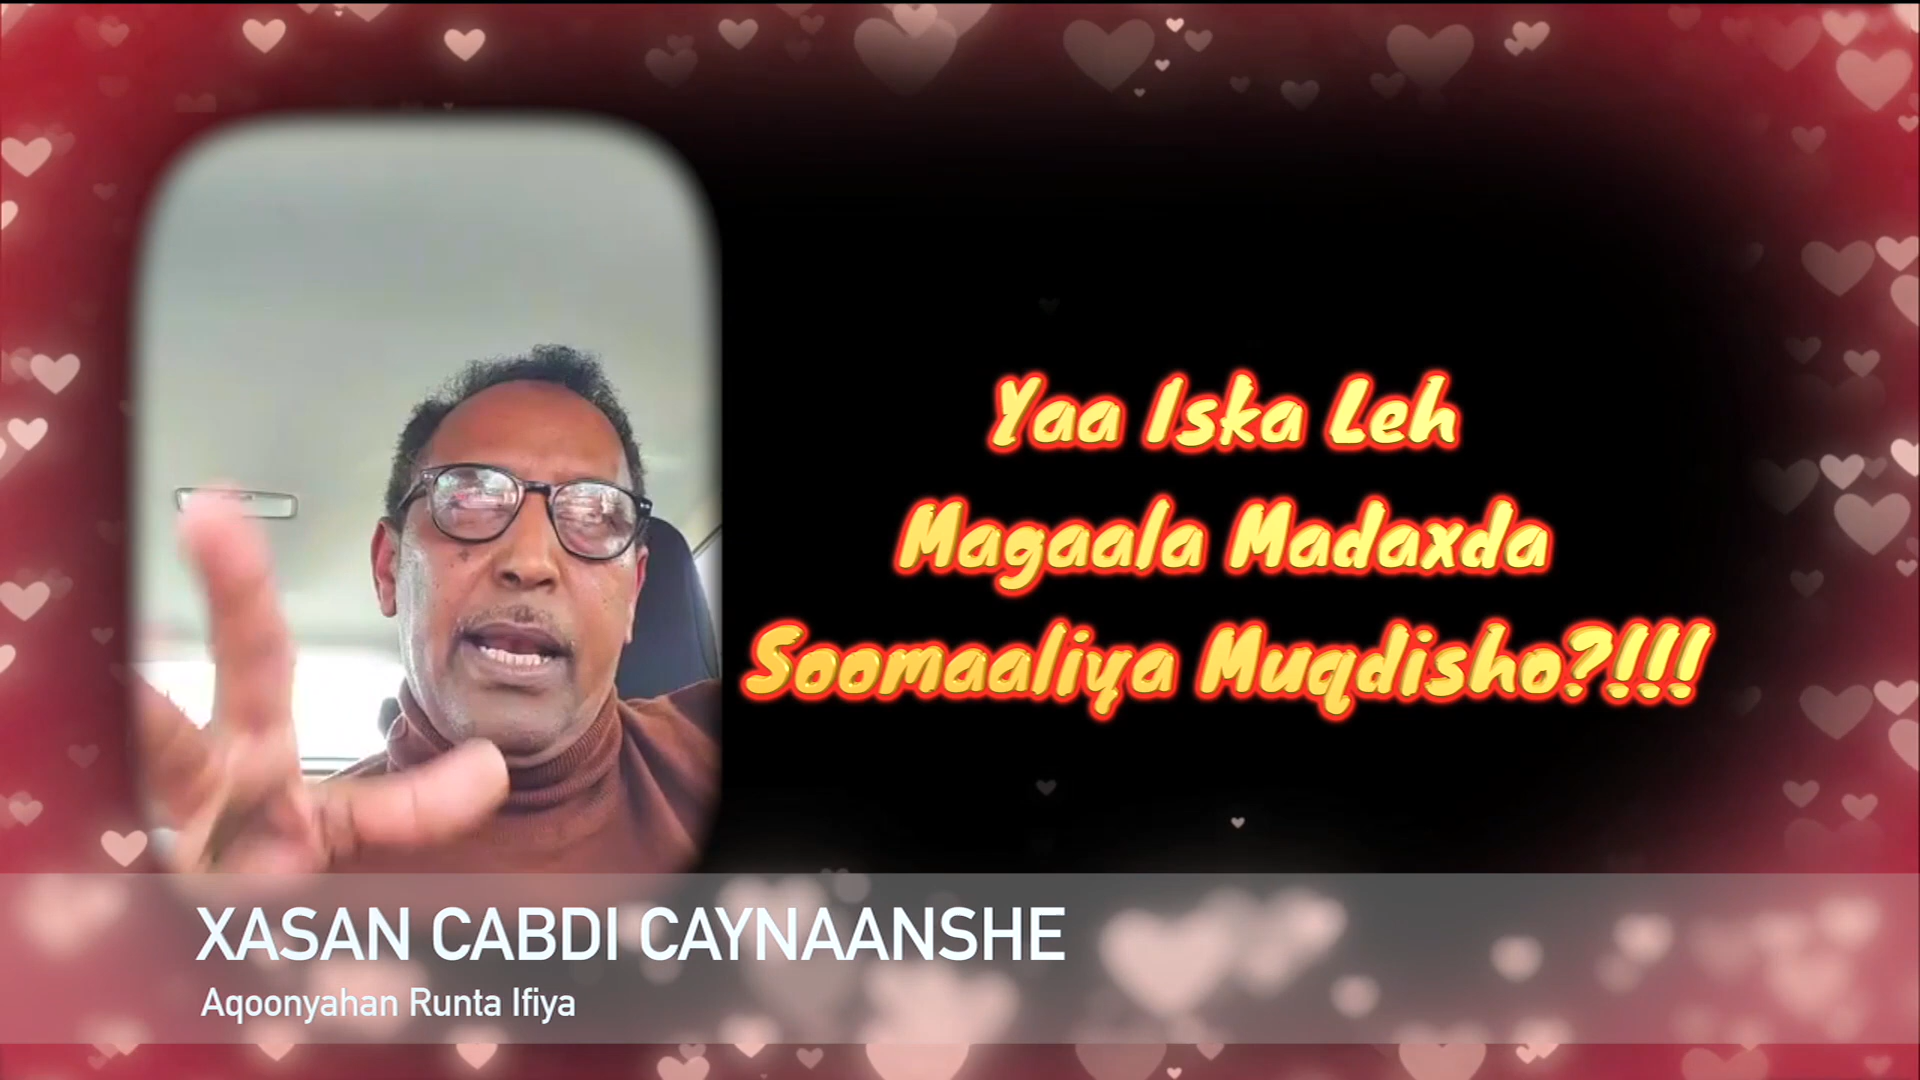 Yaa Iska Leh
Magaala Madaxda
Soomaaliya Muqdisho?!!!
XASAN CABDI CAYNAANSHE
Aqoonyahan Runta Ifiya